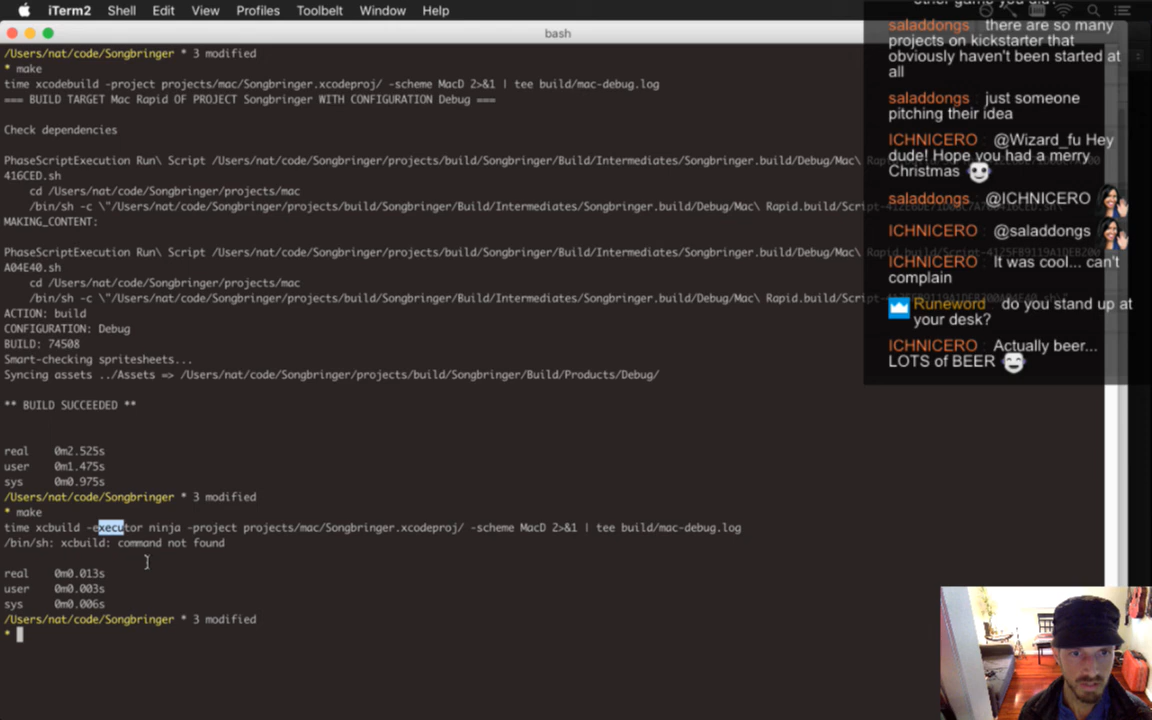 iTerm2 Shell Edit View Profiles Toolbelt Window Help
bash
/Users/nat/code/Songbringer * 3 modified
* make
time xcodebuild -project projects/mac/Songbringer.xcodeproj/ -scheme MacD 2>&1 | tee build/mac-debug.log
=== BUILD TARGET Mac Rapid OF PROJECT Songbringer WITH CONFIGURATION Debug ===
Check dependencies
PhaseScriptExecution Run\ Script /Users/nat/code/Songbringer/projects/build/Songbringer/Build/Intermediates/Songbringer.build/Debug/Mac\
416CED.sh
cd /Users/nat/code/Songbringer/projects/mac
/bin/sh -c \"/Users/nat/code/Songbringer/projects/build/Songbringer/Build/Intermediates/Songbringer.build/Debug/Mac\ Rapid.build/
MAKING_CONTENT:
PhaseScriptExecution Run\ Script /Users/nat/code/Songbringer/projects/build/Songbringer/Build/Intermediates/Songbringer.build/Debug/Mac\
A04E40.sh
cd /Users/nat/code/Songbringer/projects/mac
/bin/sh -c \"/Users/nat/code/Songbringer/projects/build/Songbringer/Build/Intermediates/Songbringer.build/Debug/Mac\ Rapid.build/
ACTION: build
CONFIGURATION: Debug
BUILD: 74508
Smart-checking spritesheets...
Syncing assets ../Assets => /Users/nat/code/Songbringer/projects/build/Songbringer/Build/Products/Debug/
** BUILD SUCCEEDED **
real 0m2.525s
user 0m1.475s
sys 0m0.975s
/Users/nat/code/Songbringer * 3 modified
* make
time xcbuild -executor ninja -project projects/mac/Songbringer.xcodeproj/ -scheme MacD 2>&1 | tee build/mac-debug.log
/bin/sh: xcbuild: command not found
real 0m0.013s
user 0m0.003s
sys 0m0.006s
/Users/nat/code/Songbringer * 3 modified
*
saladdongs there are so many
projects on kickstarter that
obviously haven't been started at
all
saladdongs just someone
pitching their idea
ICHNICERO : @Wizard_fu Hey
dude! Hope you had a merry
Christmas
saladdongs : @ICHNICERO
ICHNICERO : @saladdongs
ICHNICERO : It was cool... can't
complain
Runeword do you stand up at
your desk?
ICHNICERO : Actually beer...
LOTS of BEER